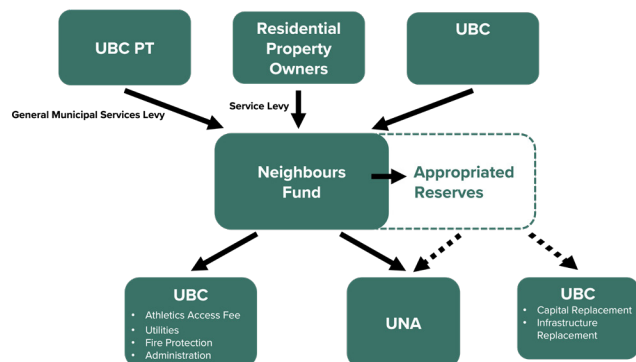 UBC PT
Residential
Property
Owners
UBC
General Municipal Services Levy
Service Levy
Neighbours
Fund
Appropriated
Reserves
UBC
• Athletics Access Fee
• Utilities
• Fire Protection
• Administration
UNA
UBC
• Capital Replacement
• Infrastructure
Replacement